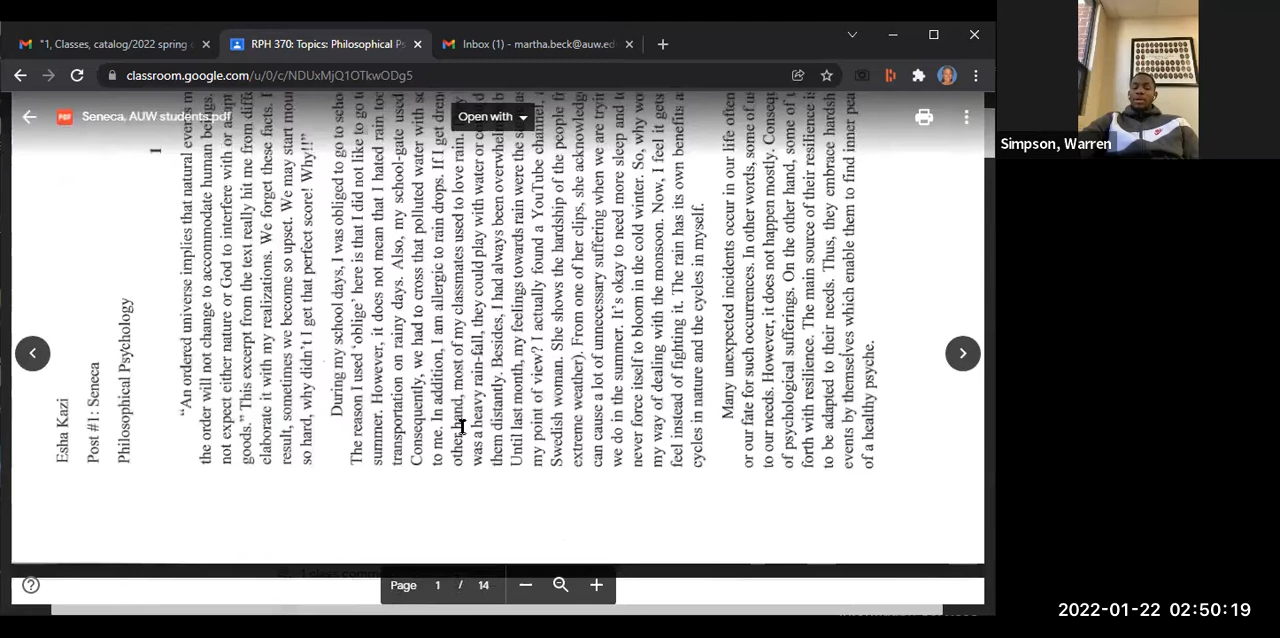 "1, Classes, catalog/2022 spring
RPH 370: Topics: Philosophical Ps
Inbox (1) - martha.beck@auw.ed
classroom.google.com/u/0/c/NDUxMjQ1OTkwODg5
Seneca, AUW students.pdf
Open with
Simpson, Warren
1
Esha Kazi
Post #1: Seneca
Philosophical Psychology
"An ordered universe implies that natural even
the order will not change to accommodate human beings.
not expect either nature or God to interfere with or
goods." This excerpt from the text really hit me from
elaborate it with my realizations. We forget these facts.
result, sometimes we become so upset. We may start
so hard, why didn't I get that perfect score! Why!!"
During my school days, I was obliged to go to
The reason I used 'oblige' here is that I did not like to go
summer. However, it does not mean that I hated rain
transportation on rainy days. Also, my school-gate used
Consequently, we had to cross that polluted water with
to me. In addition, I am allergic to rain drops. If I get
other hand, most of my classmates used to love rain.
was a heavy rain-fall, they could play with water or
them distantly. Besides, I had always been
Until last month, my feelings towards rain were the
my point of view? I actually found a YouTube channel,
Swedish woman. She shows the hardship of the people
extreme weather). From one of her clips, she
can cause a lot of unnecessary suffering when we are
we do in the summer. It's okay to need more sleep and
never force itself to bloom in the cold winter. So, why
my way of dealing with the monsoon. Now, I feel it gets
feel instead of fighting it. The rain has its own benefits
cycles in nature and the cycles in myself.
Many unexpected incidents occur in our life often
or our fate for such occurrences. In other words, some of
to our needs. However, it does not happen mostly.
of psychological sufferings. On the other hand, some of
forth with resilience. The main source of their resilience is
to be adapted to their needs. Thus, they embrace
events by themselves which enable them to find inner
of a healthy psyche.
Page 1 / 14
2022-01-22 02:50:19